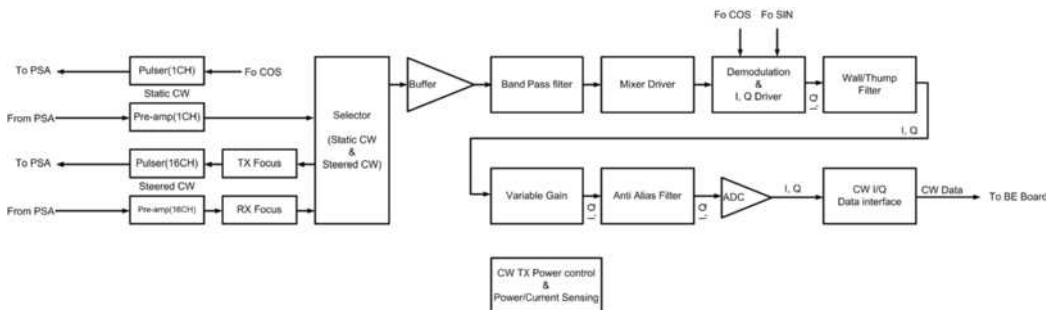 Fo COS
Fo SIN
To PSA
Pulser(1CH)
Fo COS
Static CW
From PSA
Pre-amp(1CH)
To PSA
Pulser(16CH)
TX Focus
Steered CW
From PSA
Pre-amp(16CH)
RX Focus
Selector
(Static CW
&
Steered CW)
Buffer
Band Pass filter
Mixer Driver
Demodulation
&
I, Q Driver
I, Q
Wall/Thump
Filter
I, Q
Variable Gain
I, Q
Anti Alias Filter
I, Q
ADC
I, Q
CW I/Q
Data interface
CW Data
To BE Board
CW TX Power control
&
Power/Current Sensing